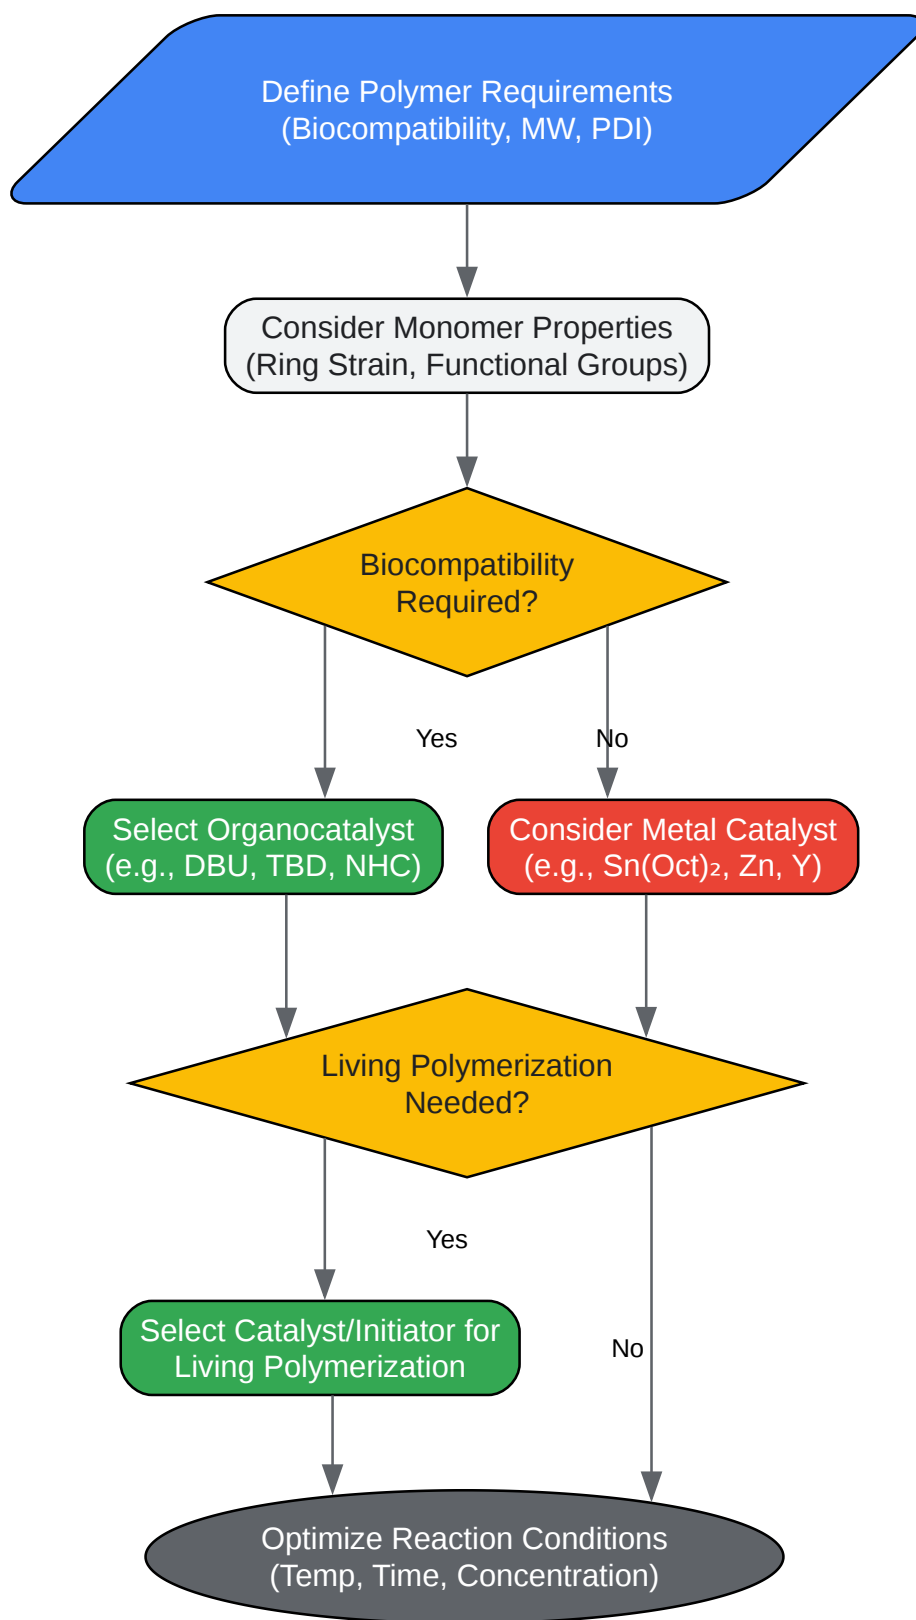 Define Polymer Requirements
(Biocompatibility, MW, PDI)
Consider Monomer Properties
(Ring Strain, Functional Groups)
Biocompatibility
Required?
Yes
No
Select Organocatalyst
(e.g., DBU, TBD, NHC)
Consider Metal Catalyst
(e.g., Sn(Oct)₂, Zn, Y)
Living Polymerization
Needed?
Yes
Select Catalyst/Initiator for
Living Polymerization
No
Optimize Reaction Conditions
(Temp, Time, Concentration)